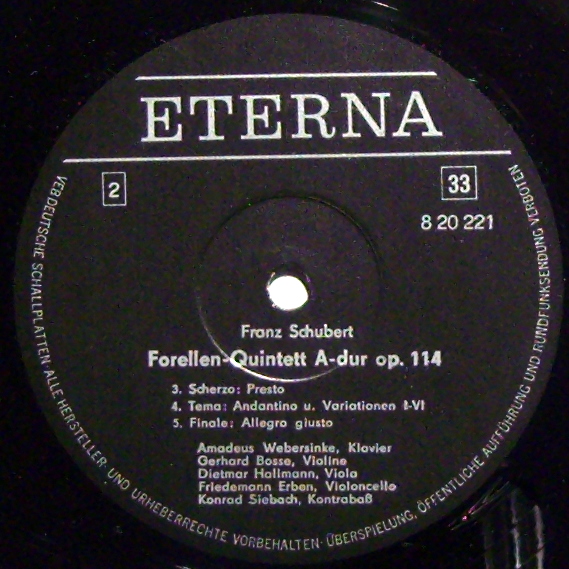 ETERNA
2
33
8 20 221
Franz Schubert
Forellen-Quintett A-dur op. 114
3. Scherzo: Presto
4. Tema: Andantino u. Variationen I-VI
5. Finale: Allegro giusto
Amadeus Webersinke, Klavier
Gerhard Bosse, Violine
Dietmar Hallmann, Viola
Friedemann Erben, Violoncello
Konrad Siebach, Kontrabaß
VEB DEUTSCHE SCHALLPLATTEN · ALLE HERSTELLER- UND URHEBERRECHTE VORBEHALTEN · ÜBERSPIELUNG, ÖFFENTLICHE AUFFÜHRUNG UND RUNDFUNKSENDUNG VERBOTEN